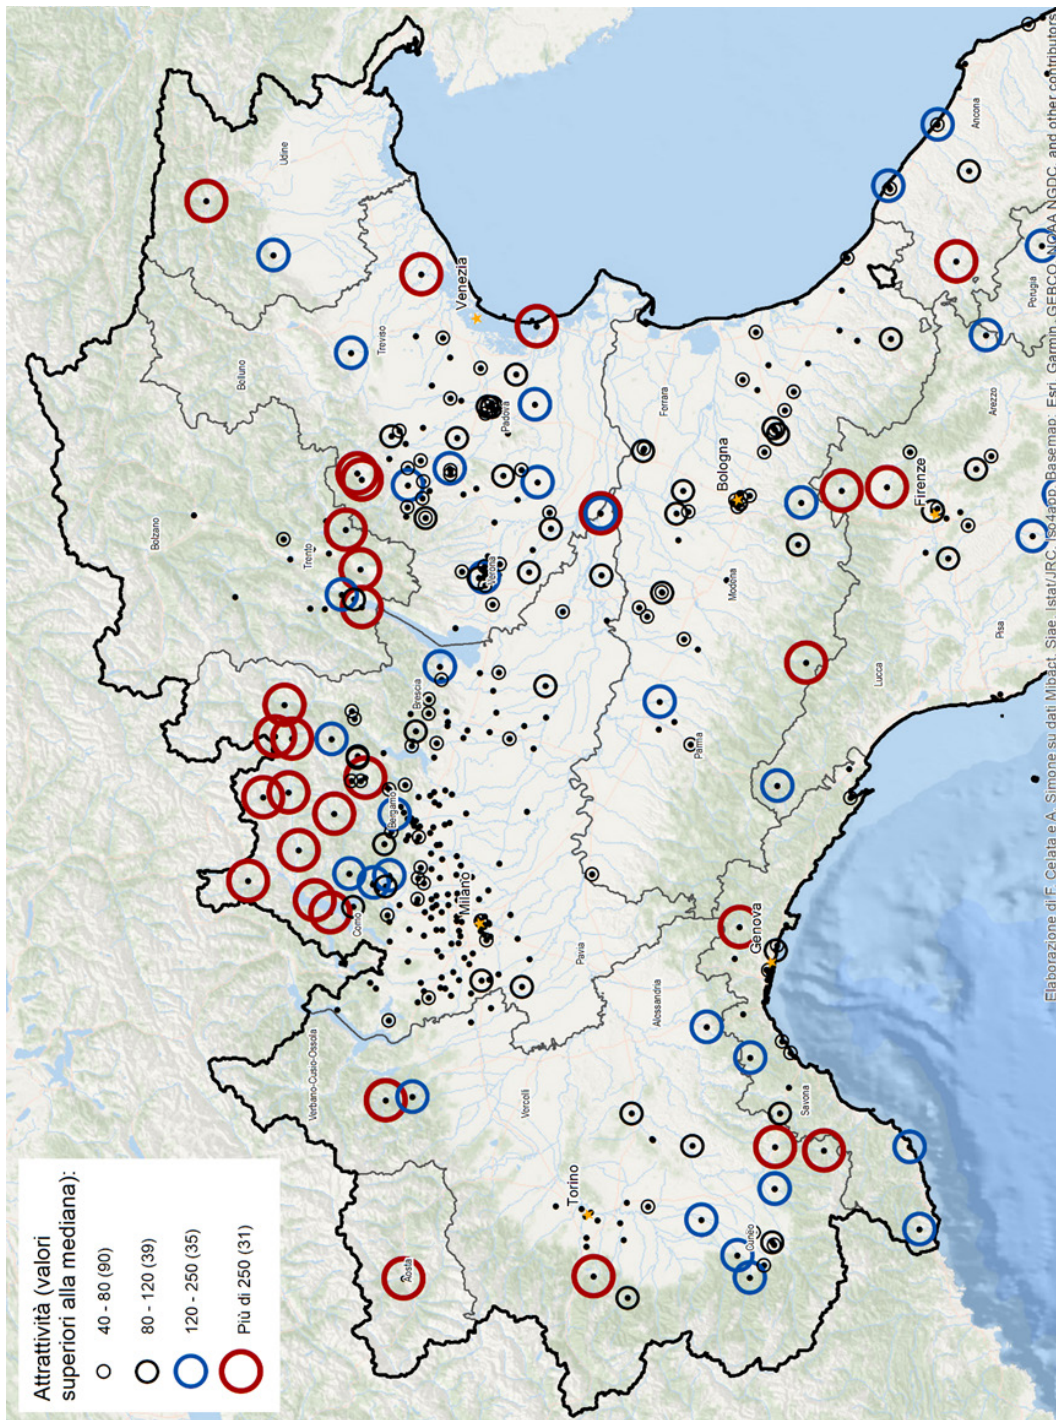 Attrattività (valori
superiori alla mediana):
40 - 80 (90)
80 - 120 (39)
120 - 250 (35)
Più di 250 (31)
Bolzano
Udine
Belluno
Trento
Treviso
Venezia
Verbano-Cusio-Ossola
Aosta
Como
Bergamo
Brescia
Verona
Padova
Milano
Vercelli
Pavia
Torino
Alessandria
Parma
Modena
Ferrara
Bologna
Cuneo
Savona
Genova
Lucca
Firenze
Pisa
Arezzo
Perugia
Ancona
Elaborazione di F. Celata e A. Simone su dati Mibact, Siae, Istat/JRC, Iso4app. Basemap: Esri, Garmin, GEBCO, NOAA NGDC, and other contributors